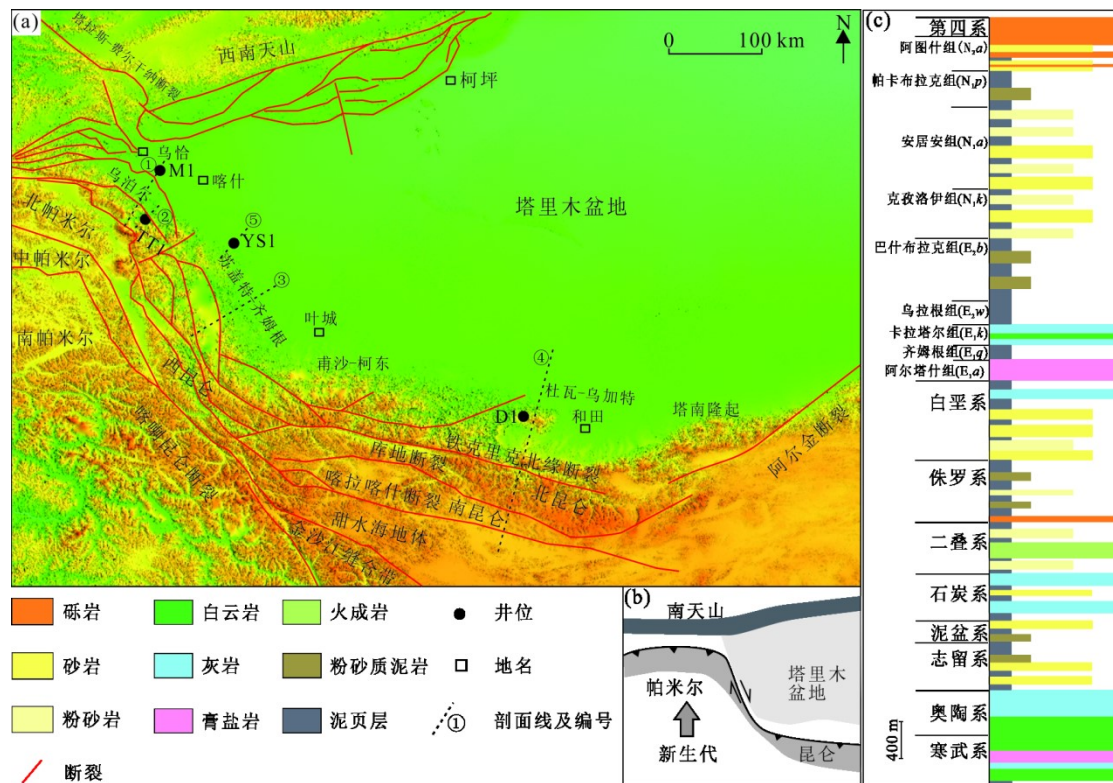 (a)
塔拉斯-费尔干纳断裂
西南天山
0 100 km
N
柯坪
乌恰
① M1
喀什
乌泊尔
②
TT1
北帕米尔
中帕米尔
南帕米尔
塔里木盆地
⑤
YS1
苏盖特-齐姆根
③
叶城
甫沙-柯东
④
杜瓦-乌加特
D1
和田
塔南隆起
西昆仑
喀喇昆仑断裂
库地断裂
铁克里克北缘断裂
阿尔金断裂
喀拉喀什断裂
南昆仑
北昆仑
甜水海地体
金沙江缝合带
砾岩 白云岩 火成岩 井位
砂岩 灰岩 粉砂质泥岩 地名
粉砂岩 膏盐岩 泥页层 ① 剖面线及编号
断裂
(b)
南天山
帕米尔
塔里木
盆地
新生代
昆仑
(c)
第四系
阿图什组(N₂a)
帕卡布拉克组(N₁p)
安居安组(N₁a)
克孜洛伊组(N₁k)
巴什布拉克组(E₂b)
乌拉根组(E₂w)
卡拉塔尔组(E₂k)
齐姆根组(E₁q)
阿尔塔什组(E₁a)
白垩系
侏罗系
二叠系
石炭系
泥盆系
志留系
奥陶系
寒武系
400 m